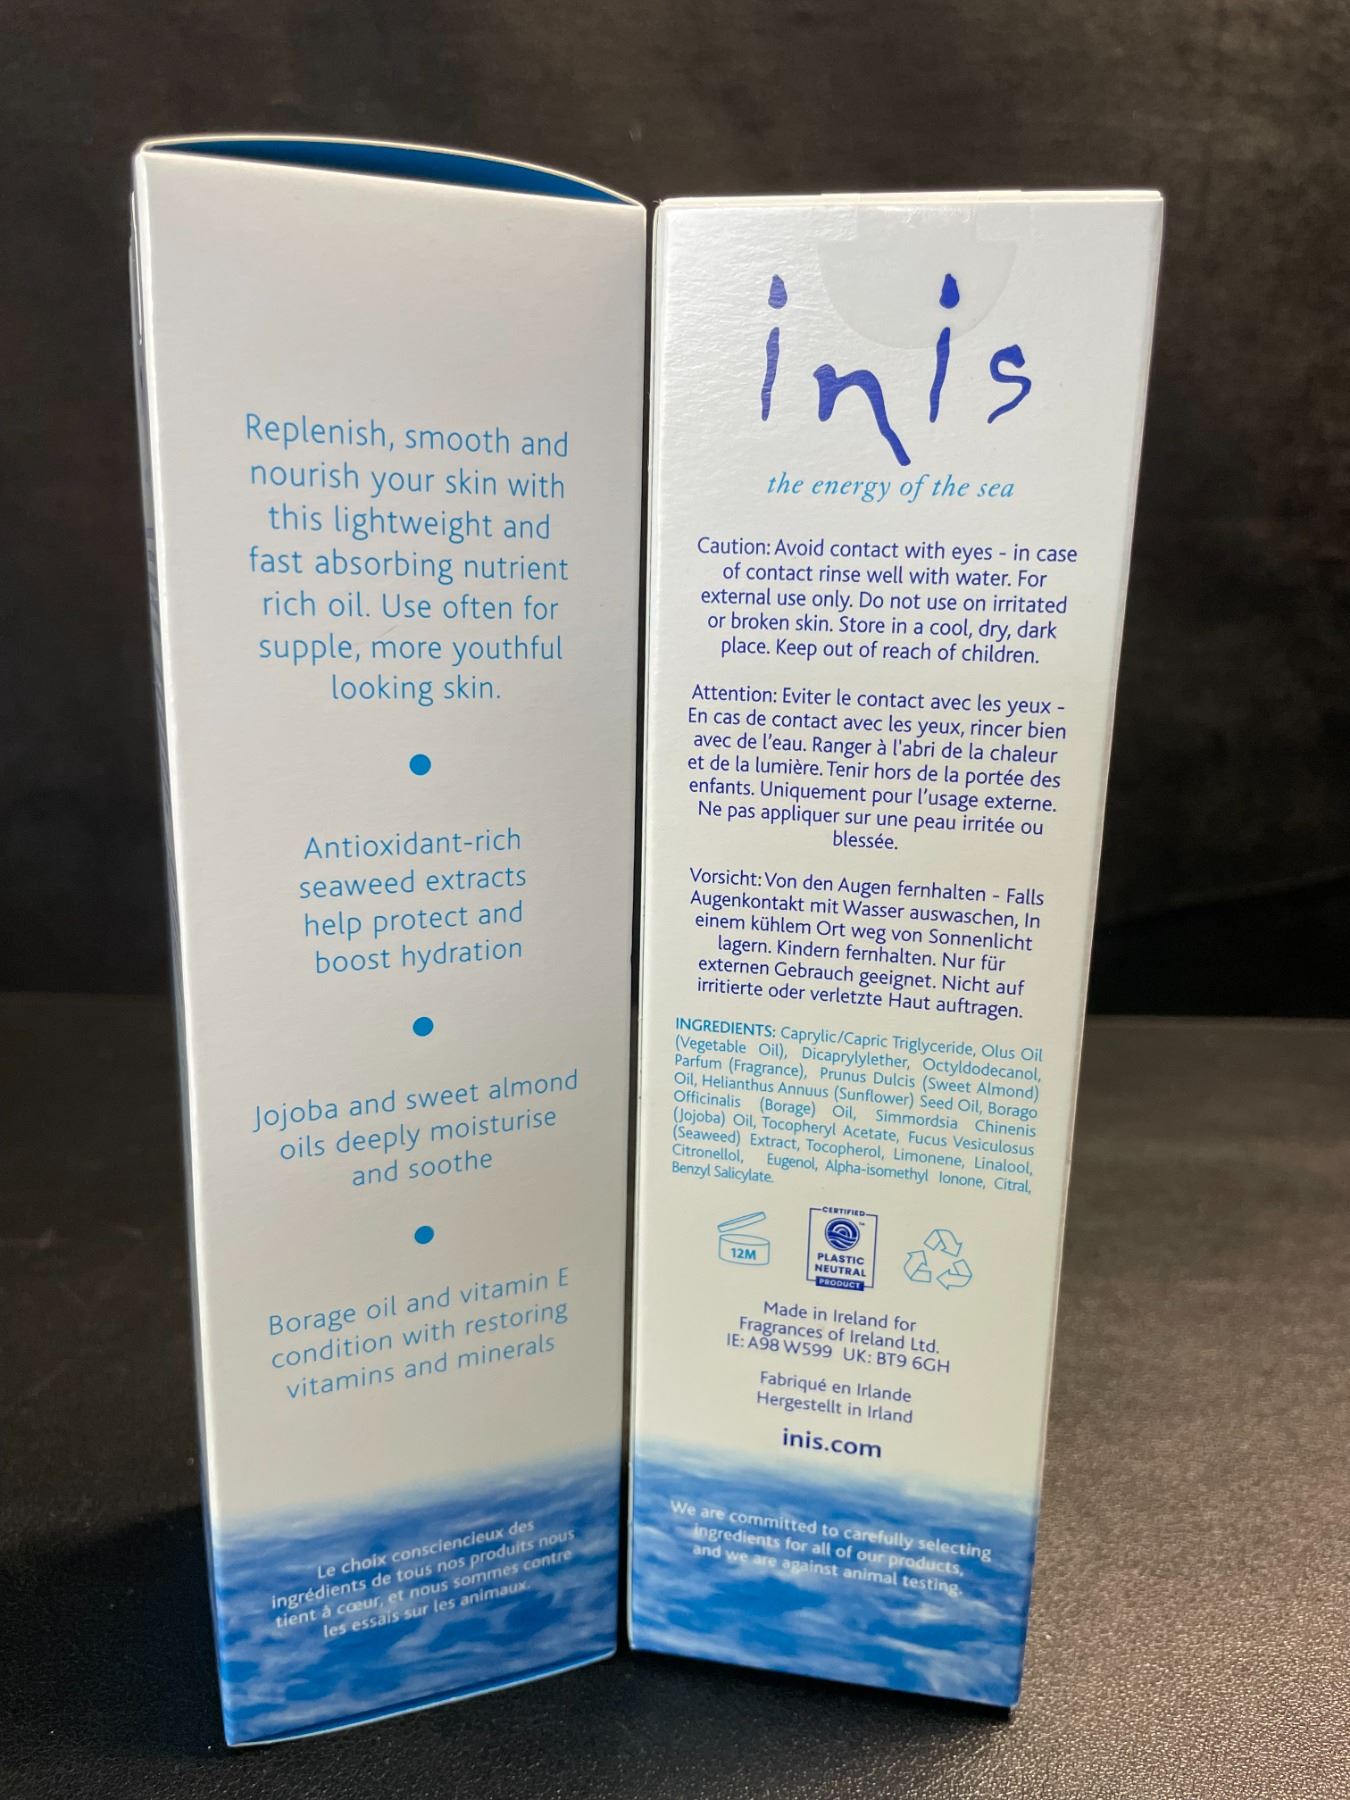 Replenish, smooth and
nourish your skin with
this lightweight and
fast absorbing nutrient
rich oil. Use often for
supple, more youthful
looking skin.
Antioxidant-rich
seaweed extracts
help protect and
boost hydration
Jojoba and sweet almond
oils deeply moisturise
and soothe
Borage oil and vitamin E
condition with restoring
vitamins and minerals
Le choix consciencieux des
ingrédients de tous nos produits nous
tient à cœur, et nous sommes contre
les essais sur les animaux.
inis
the energy of the sea
Caution: Avoid contact with eyes - in case
of contact rinse well with water. For
external use only. Do not use on irritated
or broken skin. Store in a cool, dry, dark
place. Keep out of reach of children.
Attention: Eviter le contact avec les yeux -
En cas de contact avec les yeux, rincer bien
avec de l'eau. Ranger à l'abri de la chaleur
et de la lumière. Tenir hors de la portée des
enfants. Uniquement pour l'usage externe.
Ne pas appliquer sur une peau irritée ou
blessée.
Vorsicht: Von den Augen fernhalten - Falls
Augenkontakt mit Wasser auswaschen, In
einem kühlem Ort weg von Sonnenlicht
lagern. Kindern fernhalten. Nur für
externen Gebrauch geeignet. Nicht auf
irritierte oder verletzte Haut auftragen.
INGREDIENTS: Caprylic/Capric Triglyceride, Olus Oil
(Vegetable Oil), Dicaprylylether, Octyldodecanol,
Parfum (Fragrance), Prunus Dulcis (Sweet Almond)
Oil, Helianthus Annuus (Sunflower) Seed Oil, Borago
Officinalis (Borage) Oil, Simmordsia Chinenis
(Jojoba) Oil, Tocopheryl Acetate, Fucus Vesiculosus
(Seaweed) Extract, Tocopherol, Limonene, Linalool,
Citronellol, Eugenol, Alpha-isomethyl Ionone, Citral,
Benzyl Salicylate.
12M
CERTIFIED
PLASTIC
NEUTRAL
PRODUCT
Made in Ireland for
Fragrances of Ireland Ltd.
IE: A98 W599 UK: BT9 6GH
Fabriqué en Irlande
Hergestellt in Irland
inis.com
We are committed to carefully selecting
ingredients for all of our products,
and we are against animal testing.